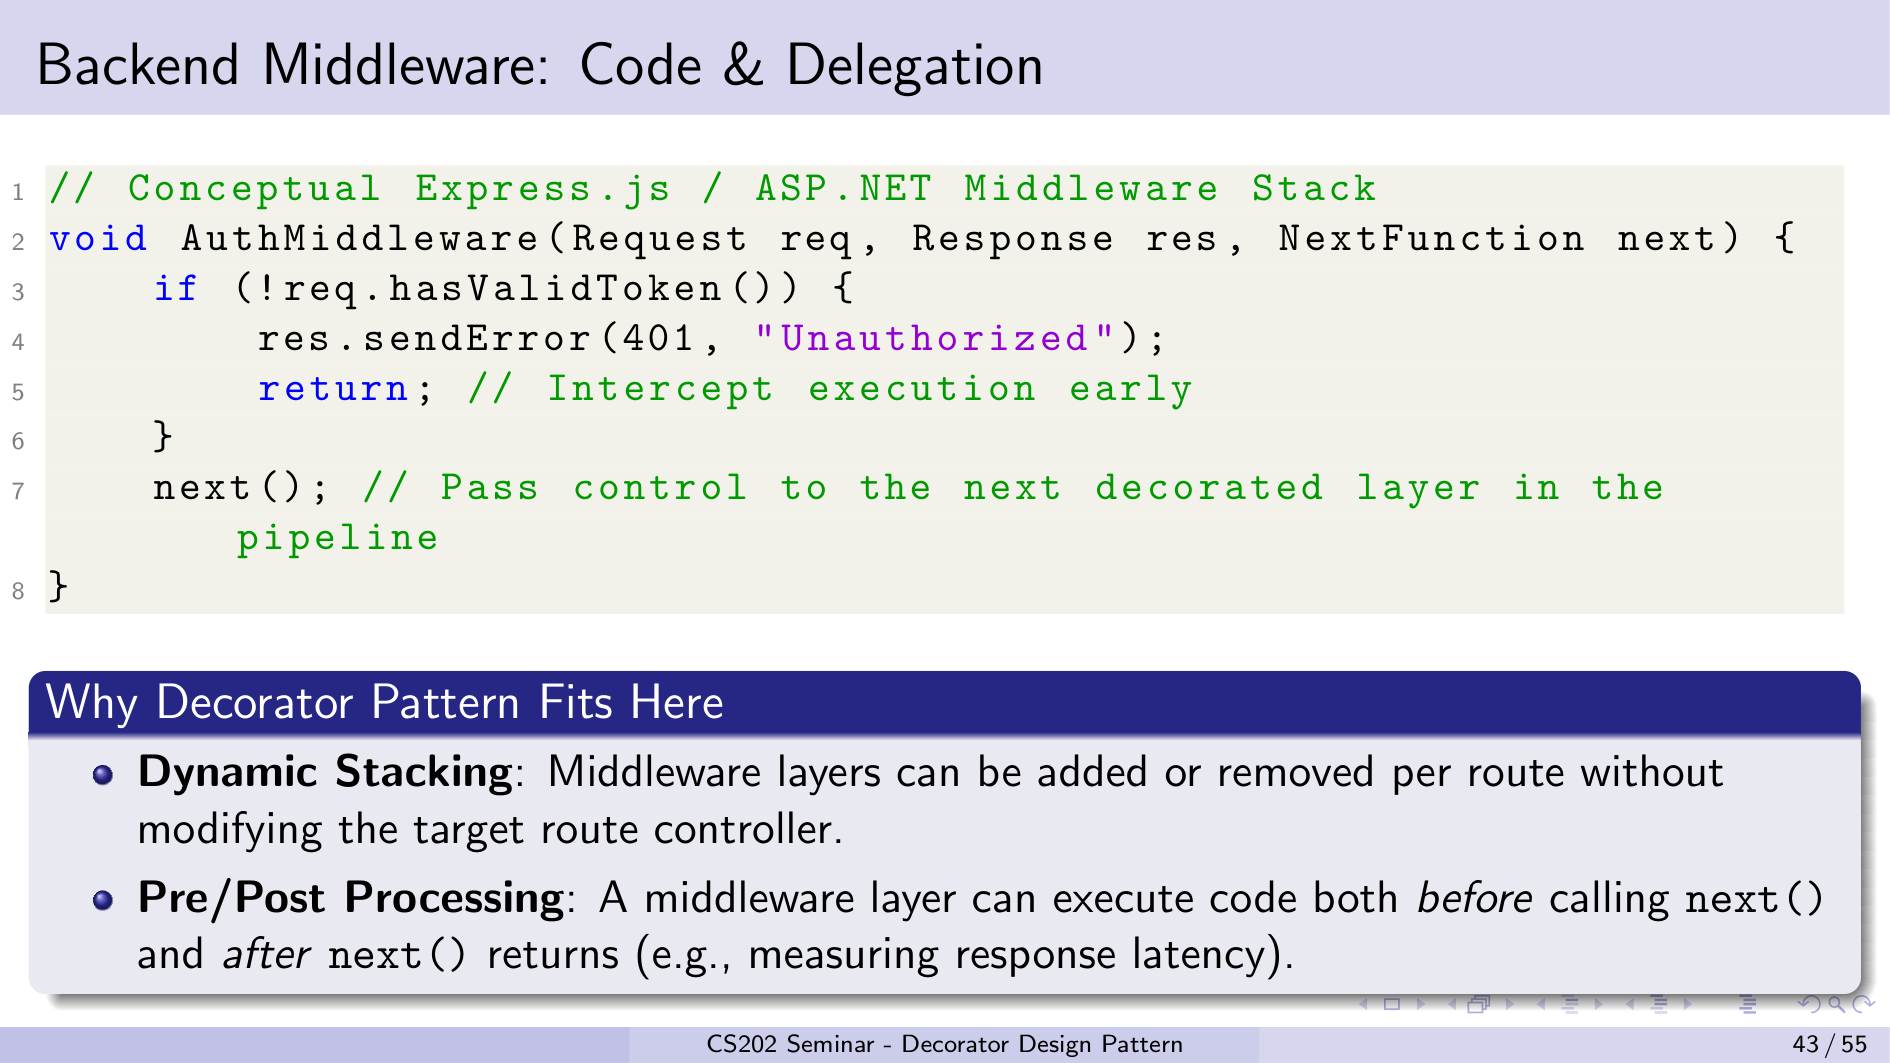 Backend Middleware: Code & Delegation
1 // Conceptual Express.js / ASP.NET Middleware Stack
2 void AuthMiddleware(Request req, Response res, NextFunction next) {
3     if (!req.hasValidToken()) {
4         res.sendError(401, "Unauthorized");
5         return; // Intercept execution early
6     }
7     next(); // Pass control to the next decorated layer in the
pipeline
8 }
Why Decorator Pattern Fits Here
Dynamic Stacking: Middleware layers can be added or removed per route without
modifying the target route controller.
Pre/Post Processing: A middleware layer can execute code both before calling next()
and after next() returns (e.g., measuring response latency).
CS202 Seminar - Decorator Design Pattern
43 / 55